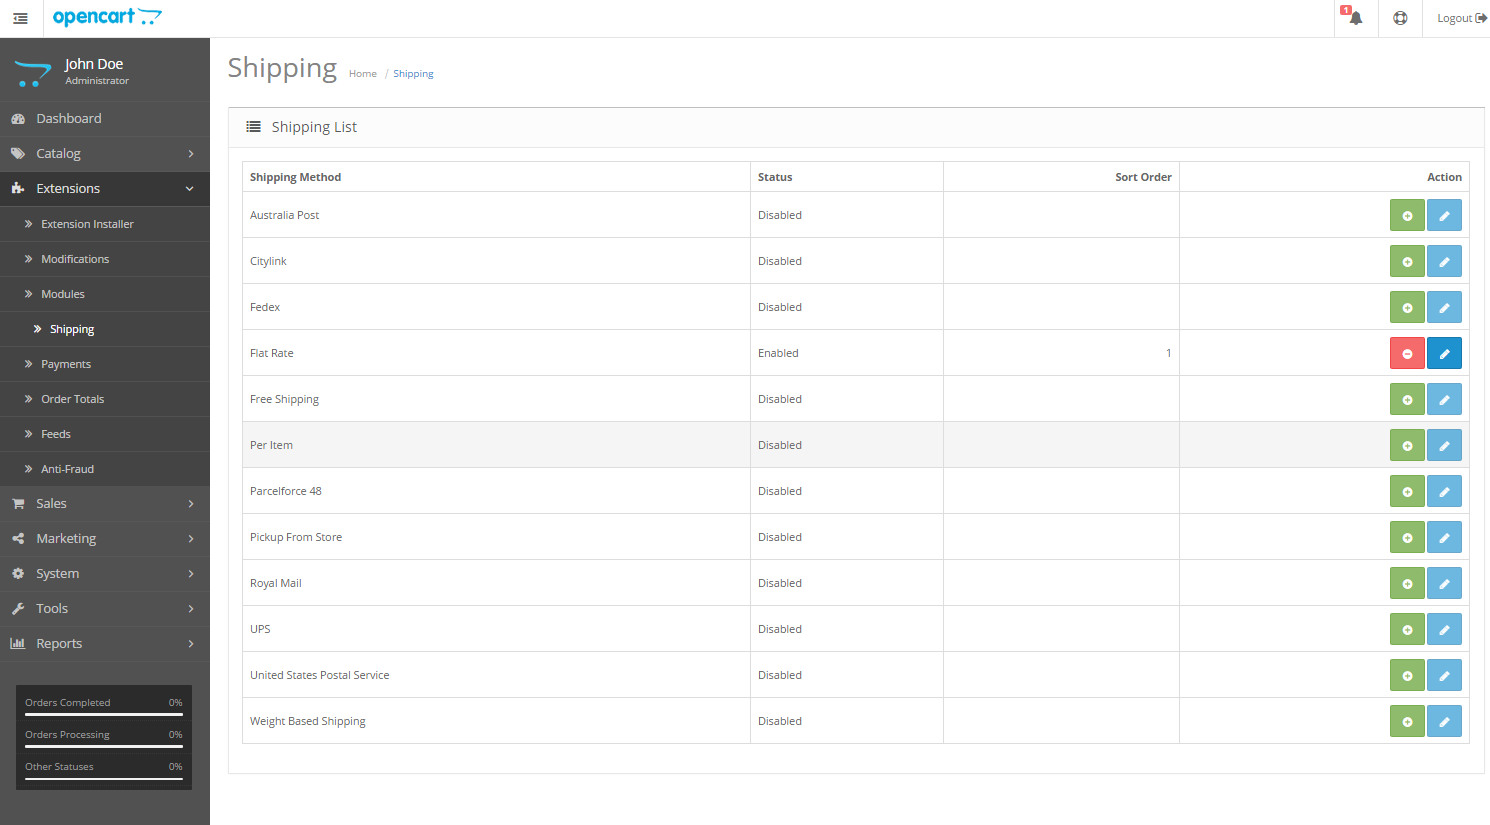 opencart
1
Logout
John Doe
Administrator
Dashboard
Catalog
Extensions
Extension Installer
Modifications
Modules
Shipping
Payments
Order Totals
Feeds
Anti-Fraud
Sales
Marketing
System
Tools
Reports
Orders Completed 0%
Orders Processing 0%
Other Statuses 0%
Shipping Home / Shipping
Shipping List
Shipping Method Status Sort Order Action
Australia Post Disabled
Citylink Disabled
Fedex Disabled
Flat Rate Enabled 1
Free Shipping Disabled
Per Item Disabled
Parcelforce 48 Disabled
Pickup From Store Disabled
Royal Mail Disabled
UPS Disabled
United States Postal Service Disabled
Weight Based Shipping Disabled